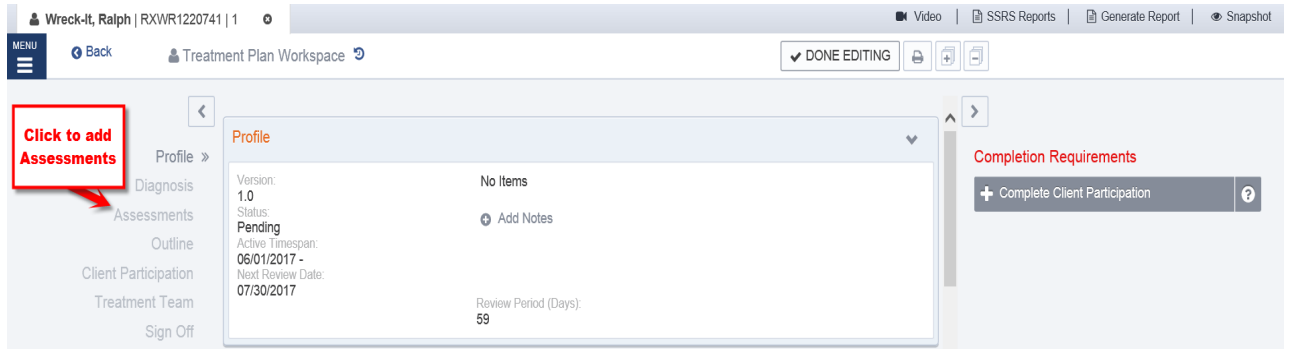 Wreck-It, Ralph | RXWR1220741 | 1
Video | SSRS Reports | Generate Report | Snapshot
MENU
Back
Treatment Plan Workspace
DONE EDITING
Click to add
Assessments
Profile »
Diagnosis
Assessments
Outline
Client Participation
Treatment Team
Sign Off
Profile
Version:
1.0
Status:
Pending
Active Timespan:
06/01/2017 -
Next Review Date:
07/30/2017
No Items
Add Notes
Review Period (Days):
59
Completion Requirements
Complete Client Participation